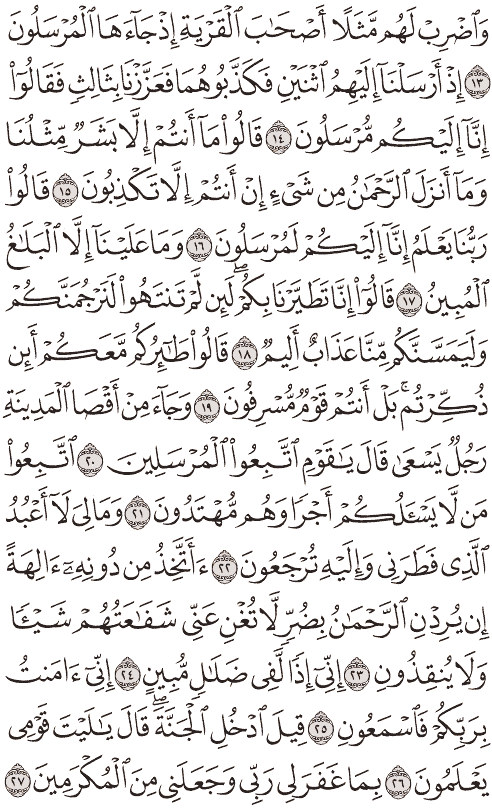 وَٱضۡرِبۡ لَهُم مَّثَلًا أَصۡحَٰبَ ٱلۡقَرۡيَةِ إِذۡ جَآءَهَا ٱلۡمُرۡسَلُونَ
١٣ إِذۡ أَرۡسَلۡنَآ إِلَيۡهِمُ ٱثۡنَيۡنِ فَكَذَّبُوهُمَا فَعَزَّزۡنَا بِثَالِثٖ فَقَالُوٓاْ
إِنَّآ إِلَيۡكُم مُّرۡسَلُونَ ١٤ قَالُواْ مَآ أَنتُمۡ إِلَّا بَشَرٞ مِّثۡلُنَا
وَمَآ أَنزَلَ ٱلرَّحۡمَٰنُ مِن شَيۡءٍ إِنۡ أَنتُمۡ إِلَّا تَكۡذِبُونَ ١٥ قَالُواْ
رَبُّنَا يَعۡلَمُ إِنَّآ إِلَيۡكُمۡ لَمُرۡسَلُونَ ١٦ وَمَا عَلَيۡنَآ إِلَّا ٱلۡبَلَٰغُ
ٱلۡمُبِينُ ١٧ قَالُوٓاْ إِنَّا تَطَيَّرۡنَا بِكُمۡۖ لَئِن لَّمۡ تَنتَهُواْ لَنَرۡجُمَنَّكُمۡ
وَلَيَمَسَّنَّكُم مِّنَّا عَذَابٌ أَلِيمٞ ١٨ قَالُواْ طَٰٓئِرُكُم مَّعَكُمۡ أَئِن
ذُكِّرۡتُمۚ بَلۡ أَنتُمۡ قَوۡمٞ مُّسۡرِفُونَ ١٩ وَجَآءَ مِنۡ أَقۡصَا ٱلۡمَدِينَةِ
رَجُلٞ يَسۡعَىٰ قَالَ يَٰقَوۡمِ ٱتَّبِعُواْ ٱلۡمُرۡسَلِينَ ٢٠ ٱتَّبِعُواْ
مَن لَّا يَسۡـَٔلُكُمۡ أَجۡرٗا وَهُم مُّهۡتَدُونَ ٢١ وَمَالِيَ لَآ أَعۡبُدُ
ٱلَّذِي فَطَرَنِي وَإِلَيۡهِ تُرۡجَعُونَ ٢٢ ءَأَتَّخِذُ مِن دُونِهِۦٓ ءَالِهَةً
إِن يُرِدۡنِ ٱلرَّحۡمَٰنُ بِضُرّٖ لَّا تُغۡنِ عَنِّي شَفَٰعَتُهُمۡ شَيۡـٔٗا
وَلَا يُنقِذُونِ ٢٣ إِنِّيٓ إِذٗا لَّفِي ضَلَٰلٖ مُّبِينٍ ٢٤ إِنِّيٓ ءَامَنتُ
بِرَبِّكُمۡ فَٱسۡمَعُونِ ٢٥ قِيلَ ٱدۡخُلِ ٱلۡجَنَّةَۖ قَالَ يَٰلَيۡتَ قَوۡمِي
يَعۡلَمُونَ ٢٦ بِمَا غَفَرَ لِي رَبِّي وَجَعَلَنِي مِنَ ٱلۡمُكۡرَمِينَ ٢٧